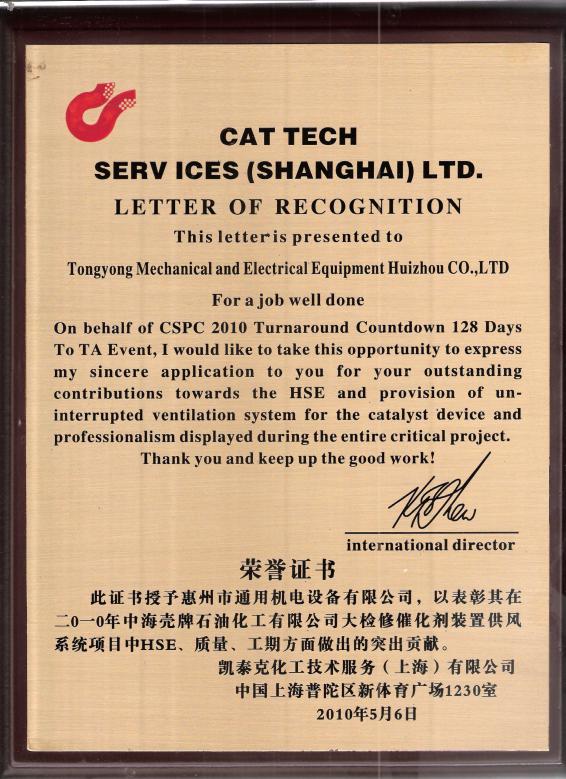 CAT TECH
SERV ICES (SHANGHAI) LTD.
LETTER OF RECOGNITION
This letter is presented to
Tongyong Mechanical and Electrical Equipment Huizhou CO.,LTD
For a job well done
On behalf of CSPC 2010 Turnaround Countdown 128 Days
To TA Event, I would like to take this opportunity to express
my sincere application to you for your outstanding
contributions towards the HSE and provision of un-
interrupted ventilation system for the catalyst device and
professionalism displayed during the entire critical project.
Thank you and keep up the good work!
international director
荣誉证书
此证书授予惠州市通用机电设备有限公司，以表彰其在
二0一0年中海壳牌石油化工有限公司大检修催化剂装置供风
系统项目中HSE、质量、工期方面做出的突出贡献。
凯泰克化工技术服务（上海）有限公司
中国上海普陀区新体育广场1230室
2010年5月6日